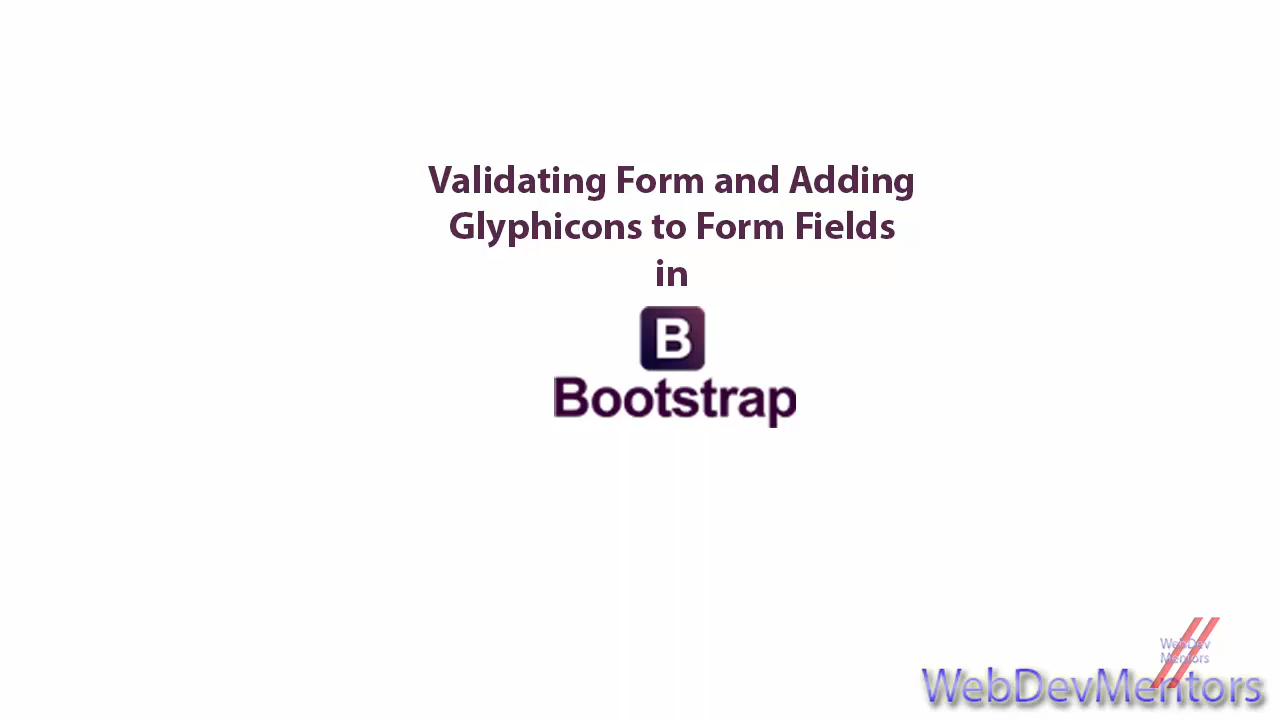 Validating Form and Adding
Glyphicons to Form Fields
in
B
Bootstrap
WebDev
Mentors
WebDevMentors